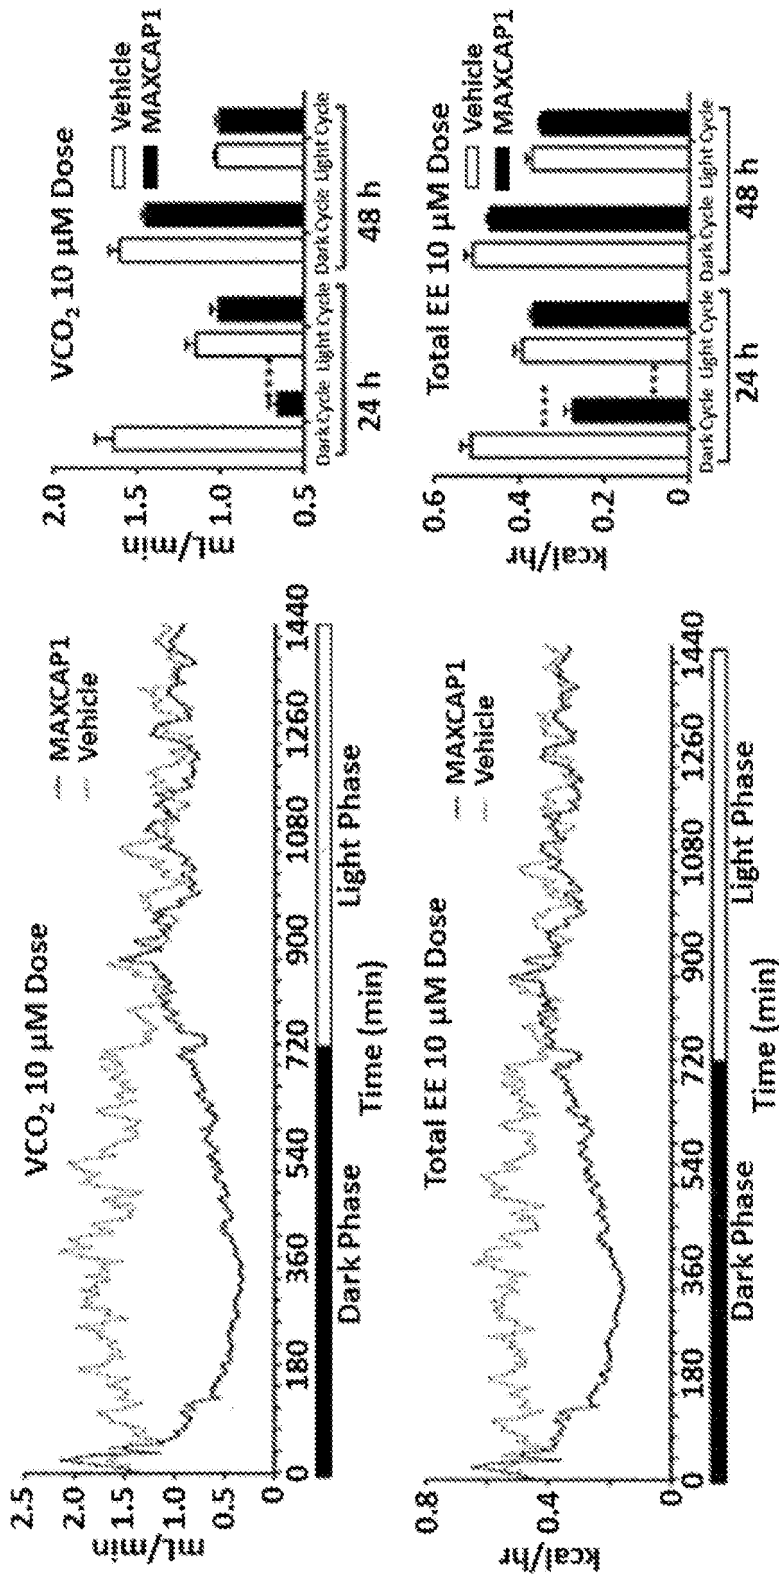 VCO₂ 10 µM Dose
MAXCAP1
Vehicle
mL/min
2.5
2.0
1.5
1.0
0.5
0
0 180 360 540 720 900 1080 1260 1440
Dark Phase Light Phase
Time (min)
VCO₂ 10 µM Dose
Vehicle
MAXCAP1
mL/min
2.0
1.5
1.0
0.5
****
Dark Cycle Light Cycle Dark Cycle Light Cycle
24 h 48 h
Total EE 10 µM Dose
MAXCAP1
Vehicle
kcal/hr
0.8
0.4
0
0 180 360 540 720 900 1080 1260 1440
Dark Phase Light Phase
Time (min)
Total EE 10 µM Dose
Vehicle
MAXCAP1
kcal/hr
0.6
0.4
0.2
0
****
***
Dark Cycle Light Cycle Dark Cycle Light Cycle
24 h 48 h